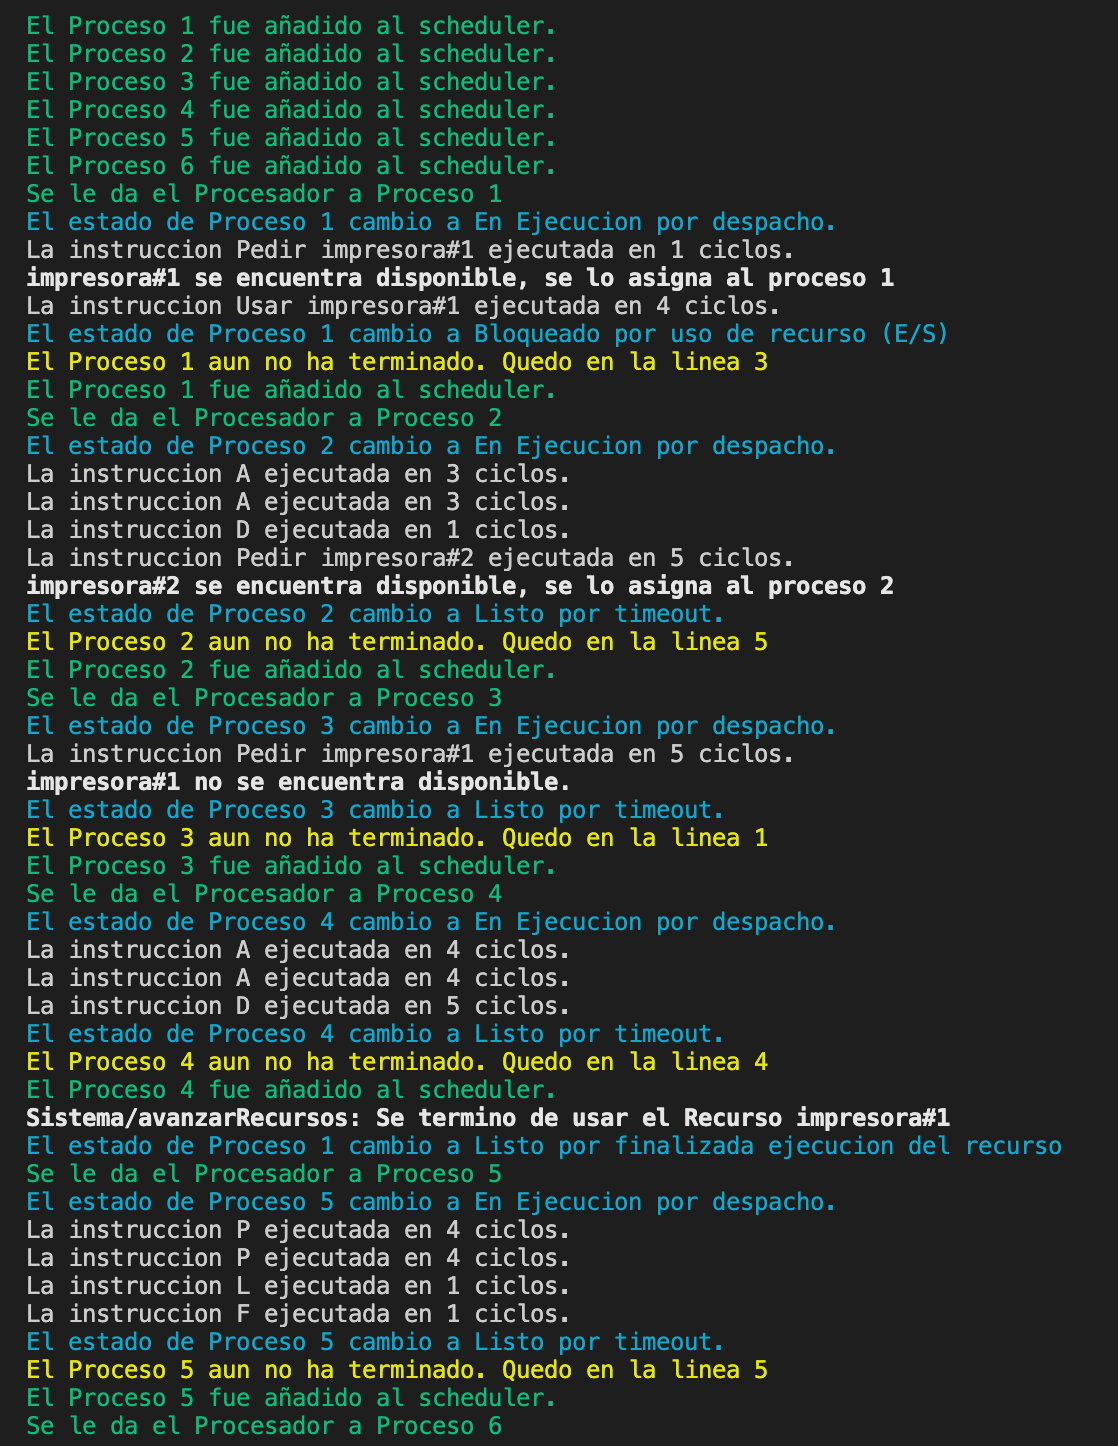 El Proceso 1 fue añadido al scheduler.
El Proceso 2 fue añadido al scheduler.
El Proceso 3 fue añadido al scheduler.
El Proceso 4 fue añadido al scheduler.
El Proceso 5 fue añadido al scheduler.
El Proceso 6 fue añadido al scheduler.
Se le da el Procesador a Proceso 1
El estado de Proceso 1 cambio a En Ejecucion por despacho.
La instruccion Pedir impresora#1 ejecutada en 1 ciclos.
impresora#1 se encuentra disponible, se lo asigna al proceso 1
La instruccion Usar impresora#1 ejecutada en 4 ciclos.
El estado de Proceso 1 cambio a Bloqueado por uso de recurso (E/S)
El Proceso 1 aun no ha terminado. Quedo en la linea 3
El Proceso 1 fue añadido al scheduler.
Se le da el Procesador a Proceso 2
El estado de Proceso 2 cambio a En Ejecucion por despacho.
La instruccion A ejecutada en 3 ciclos.
La instruccion A ejecutada en 3 ciclos.
La instruccion D ejecutada en 1 ciclos.
La instruccion Pedir impresora#2 ejecutada en 5 ciclos.
impresora#2 se encuentra disponible, se lo asigna al proceso 2
El estado de Proceso 2 cambio a Listo por timeout.
El Proceso 2 aun no ha terminado. Quedo en la linea 5
El Proceso 2 fue añadido al scheduler.
Se le da el Procesador a Proceso 3
El estado de Proceso 3 cambio a En Ejecucion por despacho.
La instruccion Pedir impresora#1 ejecutada en 5 ciclos.
impresora#1 no se encuentra disponible.
El estado de Proceso 3 cambio a Listo por timeout.
El Proceso 3 aun no ha terminado. Quedo en la linea 1
El Proceso 3 fue añadido al scheduler.
Se le da el Procesador a Proceso 4
El estado de Proceso 4 cambio a En Ejecucion por despacho.
La instruccion A ejecutada en 4 ciclos.
La instruccion A ejecutada en 4 ciclos.
La instruccion D ejecutada en 5 ciclos.
El estado de Proceso 4 cambio a Listo por timeout.
El Proceso 4 aun no ha terminado. Quedo en la linea 4
El Proceso 4 fue añadido al scheduler.
Sistema/avanzarRecursos: Se termino de usar el Recurso impresora#1
El estado de Proceso 1 cambio a Listo por finalizada ejecucion del recurso
Se le da el Procesador a Proceso 5
El estado de Proceso 5 cambio a En Ejecucion por despacho.
La instruccion P ejecutada en 4 ciclos.
La instruccion P ejecutada en 4 ciclos.
La instruccion L ejecutada en 1 ciclos.
La instruccion F ejecutada en 1 ciclos.
El estado de Proceso 5 cambio a Listo por timeout.
El Proceso 5 aun no ha terminado. Quedo en la linea 5
El Proceso 5 fue añadido al scheduler.
Se le da el Procesador a Proceso 6